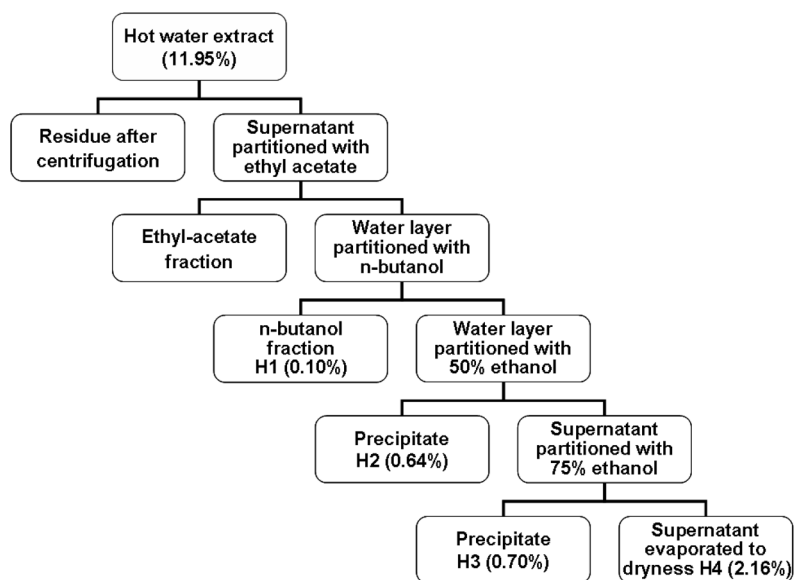 Hot water extract
(11.95%)
Residue after
centrifugation
Supernatant
partitioned with
ethyl acetate
Ethyl-acetate
fraction
Water layer
partitioned with
n-butanol
n-butanol
fraction
H1 (0.10%)
Water layer
partitioned with
50% ethanol
Precipitate
H2 (0.64%)
Supernatant
partitioned with
75% ethanol
Precipitate
H3 (0.70%)
Supernatant
evaporated to
dryness H4 (2.16%)